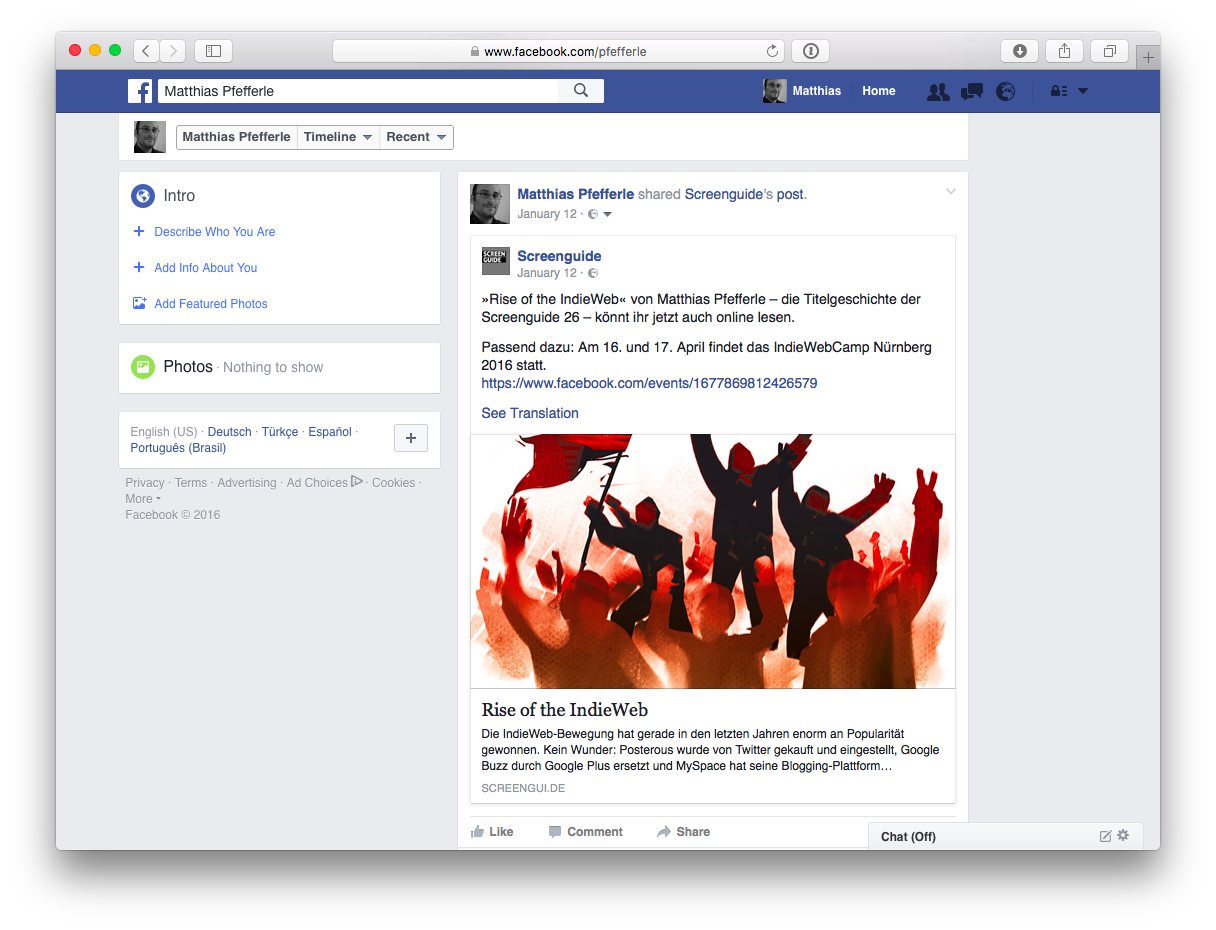 www.facebook.com/pfefferle
Matthias Pfefferle
Matthias
Home
Matthias Pfefferle Timeline Recent
Intro
Describe Who You Are
Add Info About You
Add Featured Photos
Photos · Nothing to show
English (US) · Deutsch · Türkçe · Español ·
Português (Brasil)
Privacy · Terms · Advertising · Ad Choices · Cookies ·
More
Facebook © 2016
Matthias Pfefferle shared Screenguide's post.
January 12 ·
SCREEN
GUIDE
Screenguide
January 12 ·
»Rise of the IndieWeb« von Matthias Pfefferle – die Titelgeschichte der
Screenguide 26 – könnt ihr jetzt auch online lesen.
Passend dazu: Am 16. und 17. April findet das IndieWebCamp Nürnberg
2016 statt.
https://www.facebook.com/events/1677869812426579
See Translation
Rise of the IndieWeb
Die IndieWeb-Bewegung hat gerade in den letzten Jahren enorm an Popularität
gewonnen. Kein Wunder: Posterous wurde von Twitter gekauft und eingestellt, Google
Buzz durch Google Plus ersetzt und MySpace hat seine Blogging-Plattform…
SCREENGUI.DE
Like Comment Share
Chat (Off)